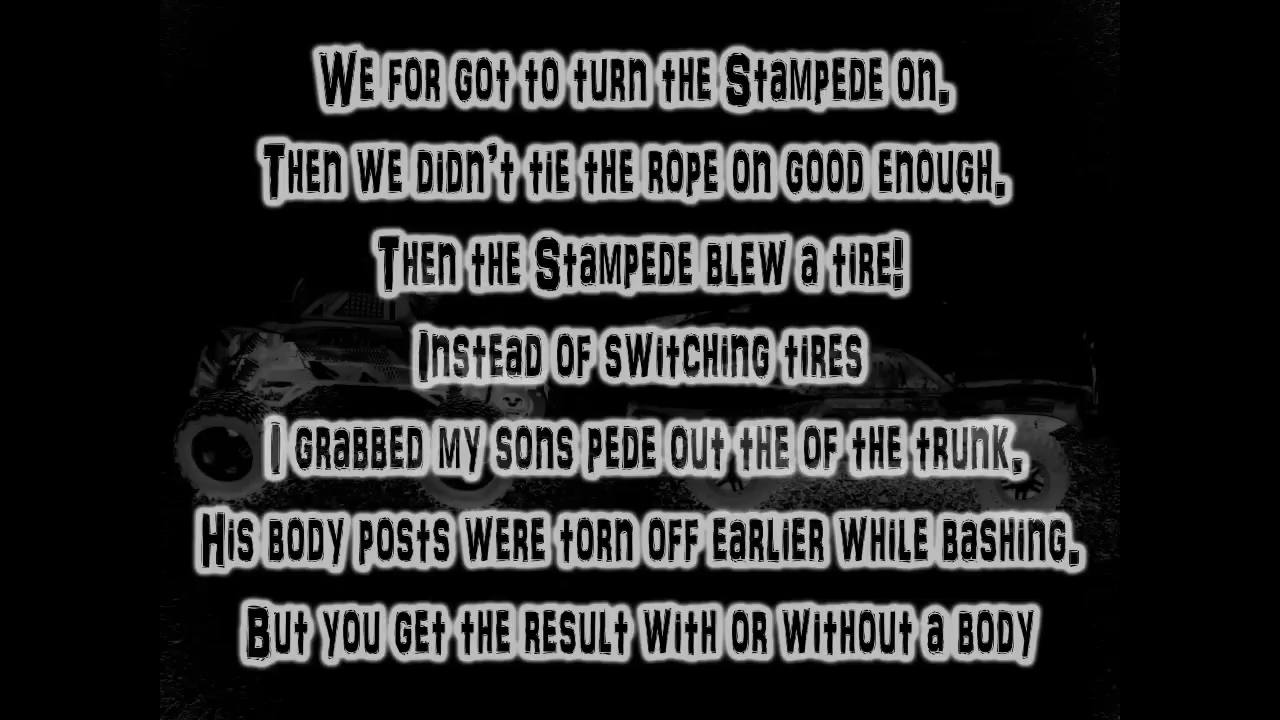 We for got to turn the Stampede on.
Then we didn't tie the rope on good enough.
Then the Stampede blew a tire!
Instead of switching tires
I grabbed my sons pede out the of the trunk.
His body posts were torn off earlier while bashing.
But you get the result with or without a body